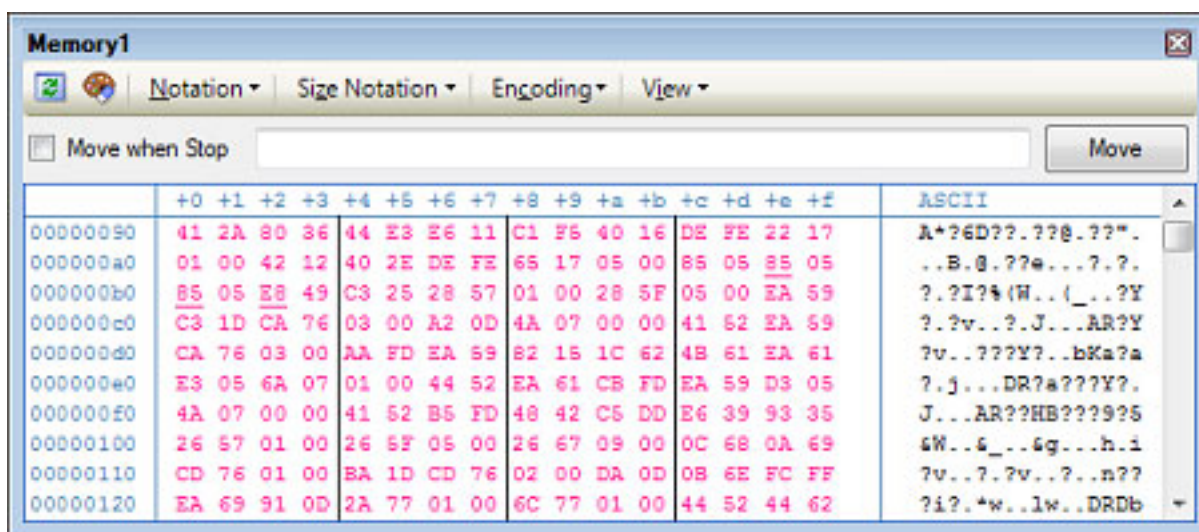 Memory1
Notation Size Notation Encoding View
Move when Stop Move
+0 +1 +2 +3 +4 +5 +6 +7 +8 +9 +a +b +c +d +e +f ASCII
00000090 41 2A 80 36 44 E3 E6 11 C1 F5 40 16 DE FE 22 17 A*?6D??.??@.??".
000000a0 01 00 42 12 40 2E DE FE 65 17 05 00 85 05 85 05 ..B.@.??e...?.?.
000000b0 85 05 E8 49 C3 25 28 57 01 00 28 5F 05 00 EA 59 ?.?I?%(W..(_..?Y
000000c0 C3 1D CA 76 03 00 A2 0D 4A 07 00 00 41 52 EA 59 ?.?v..?.J...AR?Y
000000d0 CA 76 03 00 AA FD EA 59 82 15 1C 62 4B 61 EA 61 ?v..???Y?..bKa?a
000000e0 E3 05 6A 07 01 00 44 52 EA 61 CB FD EA 59 D3 05 ?.j...DR?a???Y?.
000000f0 4A 07 00 00 41 52 B5 FD 48 42 C5 DD E6 39 93 35 J...AR??HB???9?5
00000100 26 57 01 00 26 5F 05 00 26 67 09 00 0C 68 0A 69 &W..&_..&g...h.i
00000110 CD 76 01 00 BA 1D CD 76 02 00 DA 0D 0B 6E FC FF ?v..?.?v..?..n??
00000120 EA 69 91 0D 2A 77 01 00 6C 77 01 00 44 52 44 62 ?i?.*w..lw..DRDb